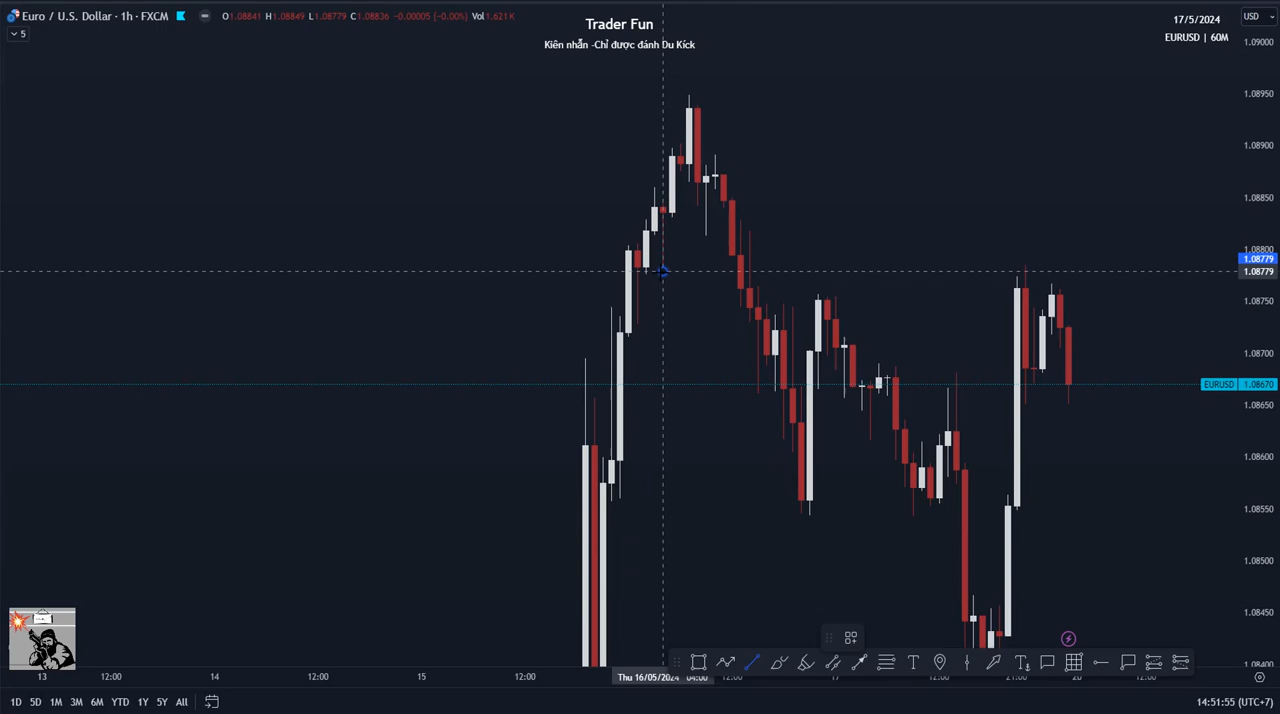 Euro / U.S. Dollar · 1h · FXCM O1.08841 H1.08849 L1.08779 C1.08836 -0.00005 (-0.00%) Vol1.621K
5
Trader Fun
Kiên nhẫn -Chỉ được đánh Du Kích
17/5/2024
EURUSD | 60M
USD
1.09000
1.08950
1.08900
1.08850
1.08800
1.08779
1.08779
1.08750
1.08700
EURUSD 1.08670
1.08650
1.08600
1.08550
1.08500
1.08450
1.08400
13 12:00 14 12:00 15 12:00 Thu 16/05/2024 04:00 12:00 17 12:00 21:00 20 12:00
1D 5D 1M 3M 6M YTD 1Y 5Y All
14:51:55 (UTC+7)